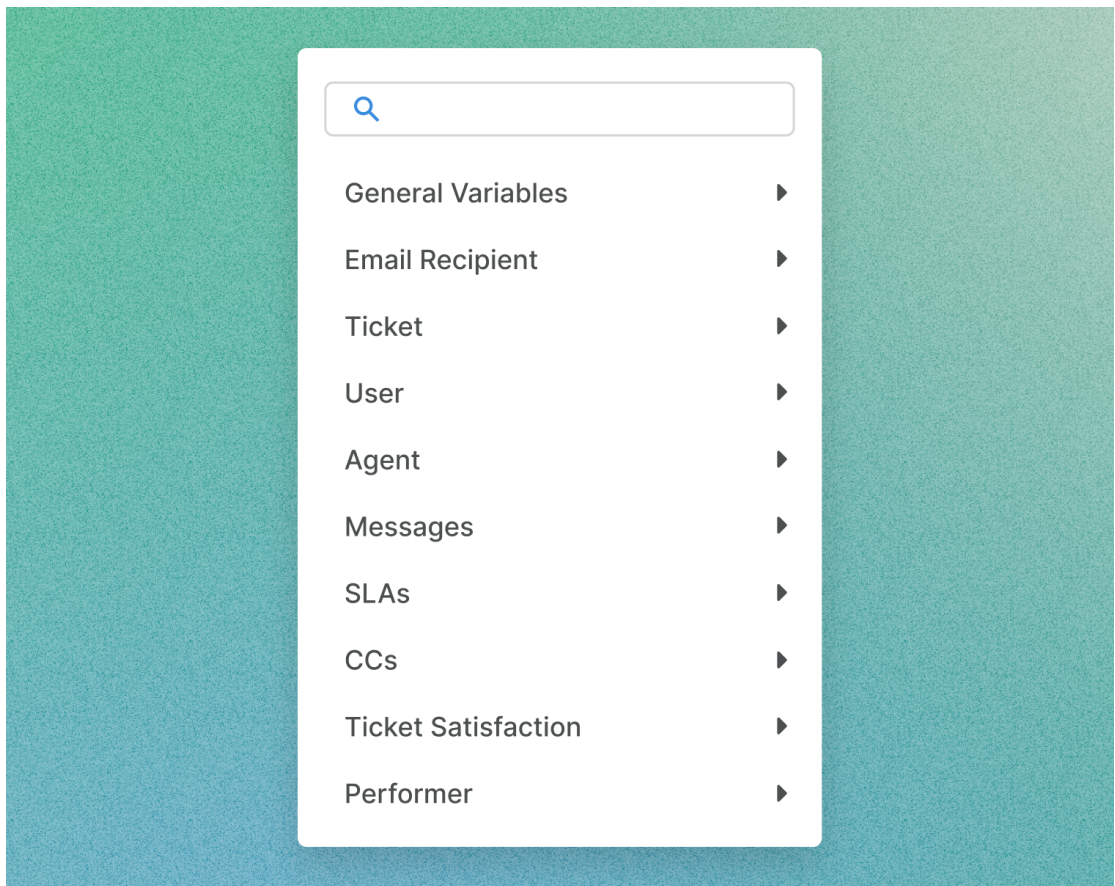 General Variables
Email Recipient
Ticket
User
Agent
Messages
SLAs
CCs
Ticket Satisfaction
Performer